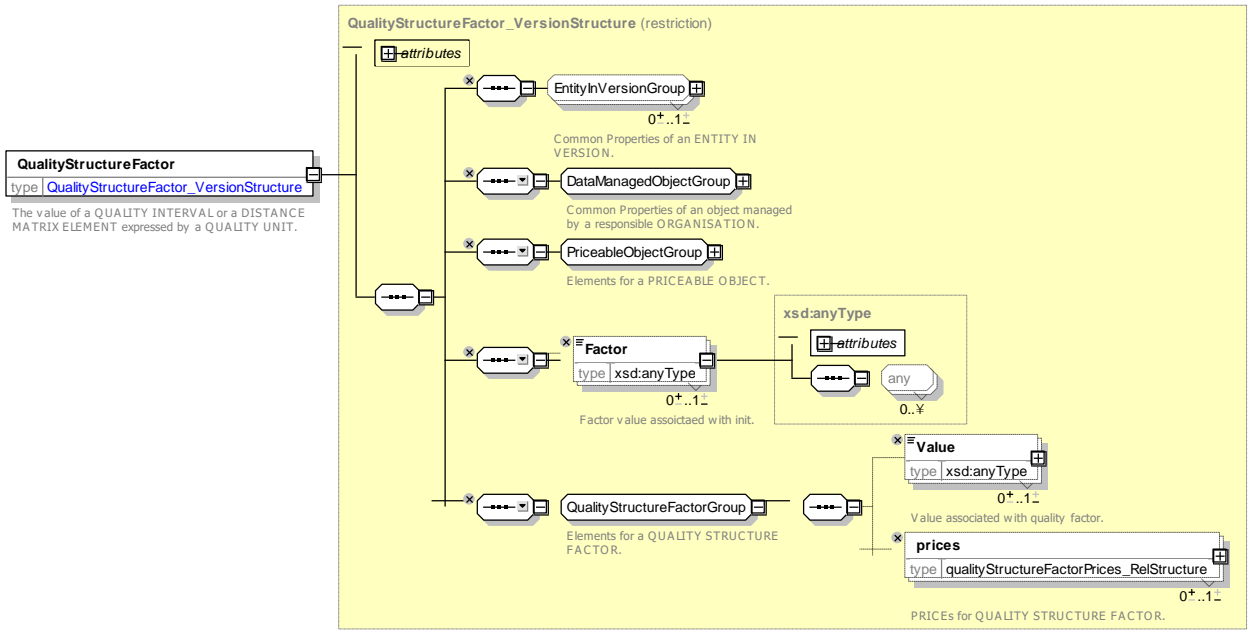 QualityStructureFactor_VersionStructure (restriction)
attributes
EntityInVersionGroup
0..1
Common Properties of an ENTITY IN
VERSION.
QualityStructureFactor
type QualityStructureFactor_VersionStructure
The value of a QUALITY INTERVAL or a DISTANCE
MATRIX ELEMENT expressed by a QUALITY UNIT.
DataManagedObjectGroup
Common Properties of an object managed
by a responsible ORGANISATION.
PriceableObjectGroup
Elements for a PRICEABLE OBJECT.
xsd:anyType
attributes
Factor
type xsd:anyType
0..1
Factor value assoictaed with init.
any
0..¥
Value
type xsd:anyType
0..1
Value associated with quality factor.
QualityStructureFactorGroup
Elements for a QUALITY STRUCTURE
FACTOR.
prices
type qualityStructureFactorPrices_RelStructure
0..1
PRICEs for QUALITY STRUCTURE FACTOR.